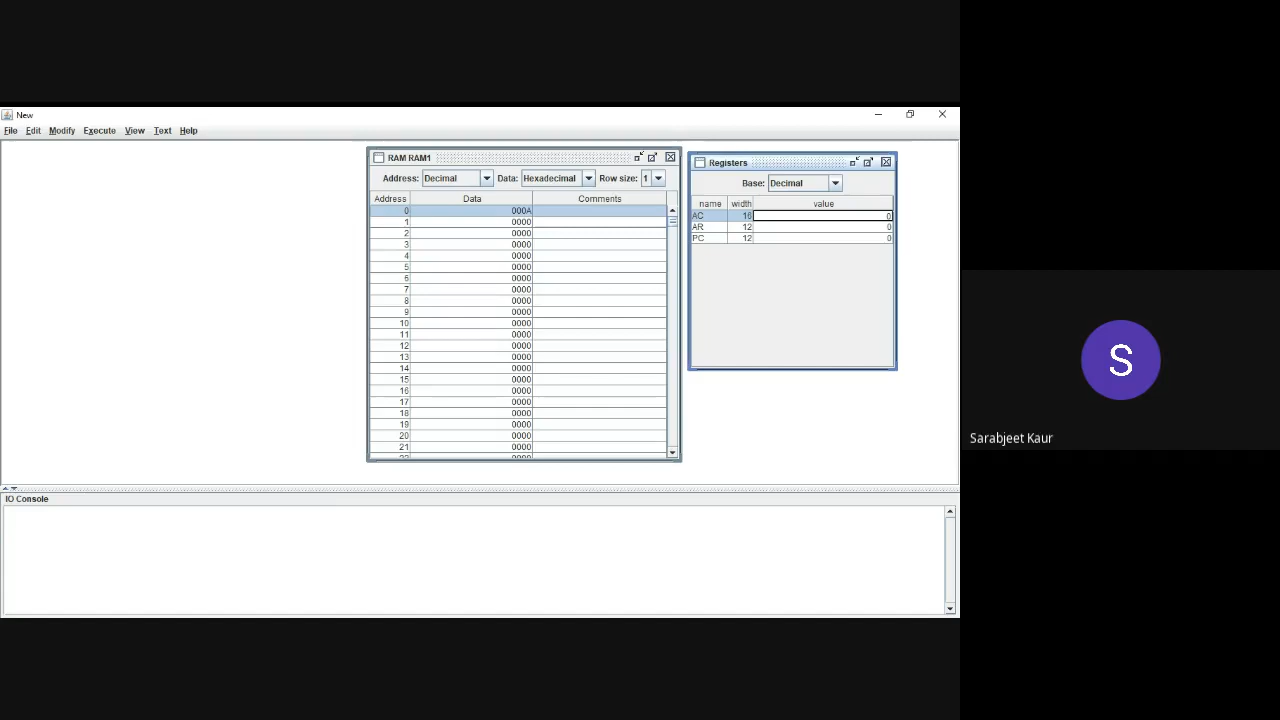 New
File Edit Modify Execute View Text Help
RAM RAM1
Address: Decimal Data: Hexadecimal Row size: 1
Address Data Comments
0 000A
1 0000
2 0000
3 0000
4 0000
5 0000
6 0000
7 0000
8 0000
9 0000
10 0000
11 0000
12 0000
13 0000
14 0000
15 0000
16 0000
17 0000
18 0000
19 0000
20 0000
21 0000
Registers
Base: Decimal
name width value
AC 16 0
AR 12 0
PC 12 0
IO Console
S
Sarabjeet Kaur